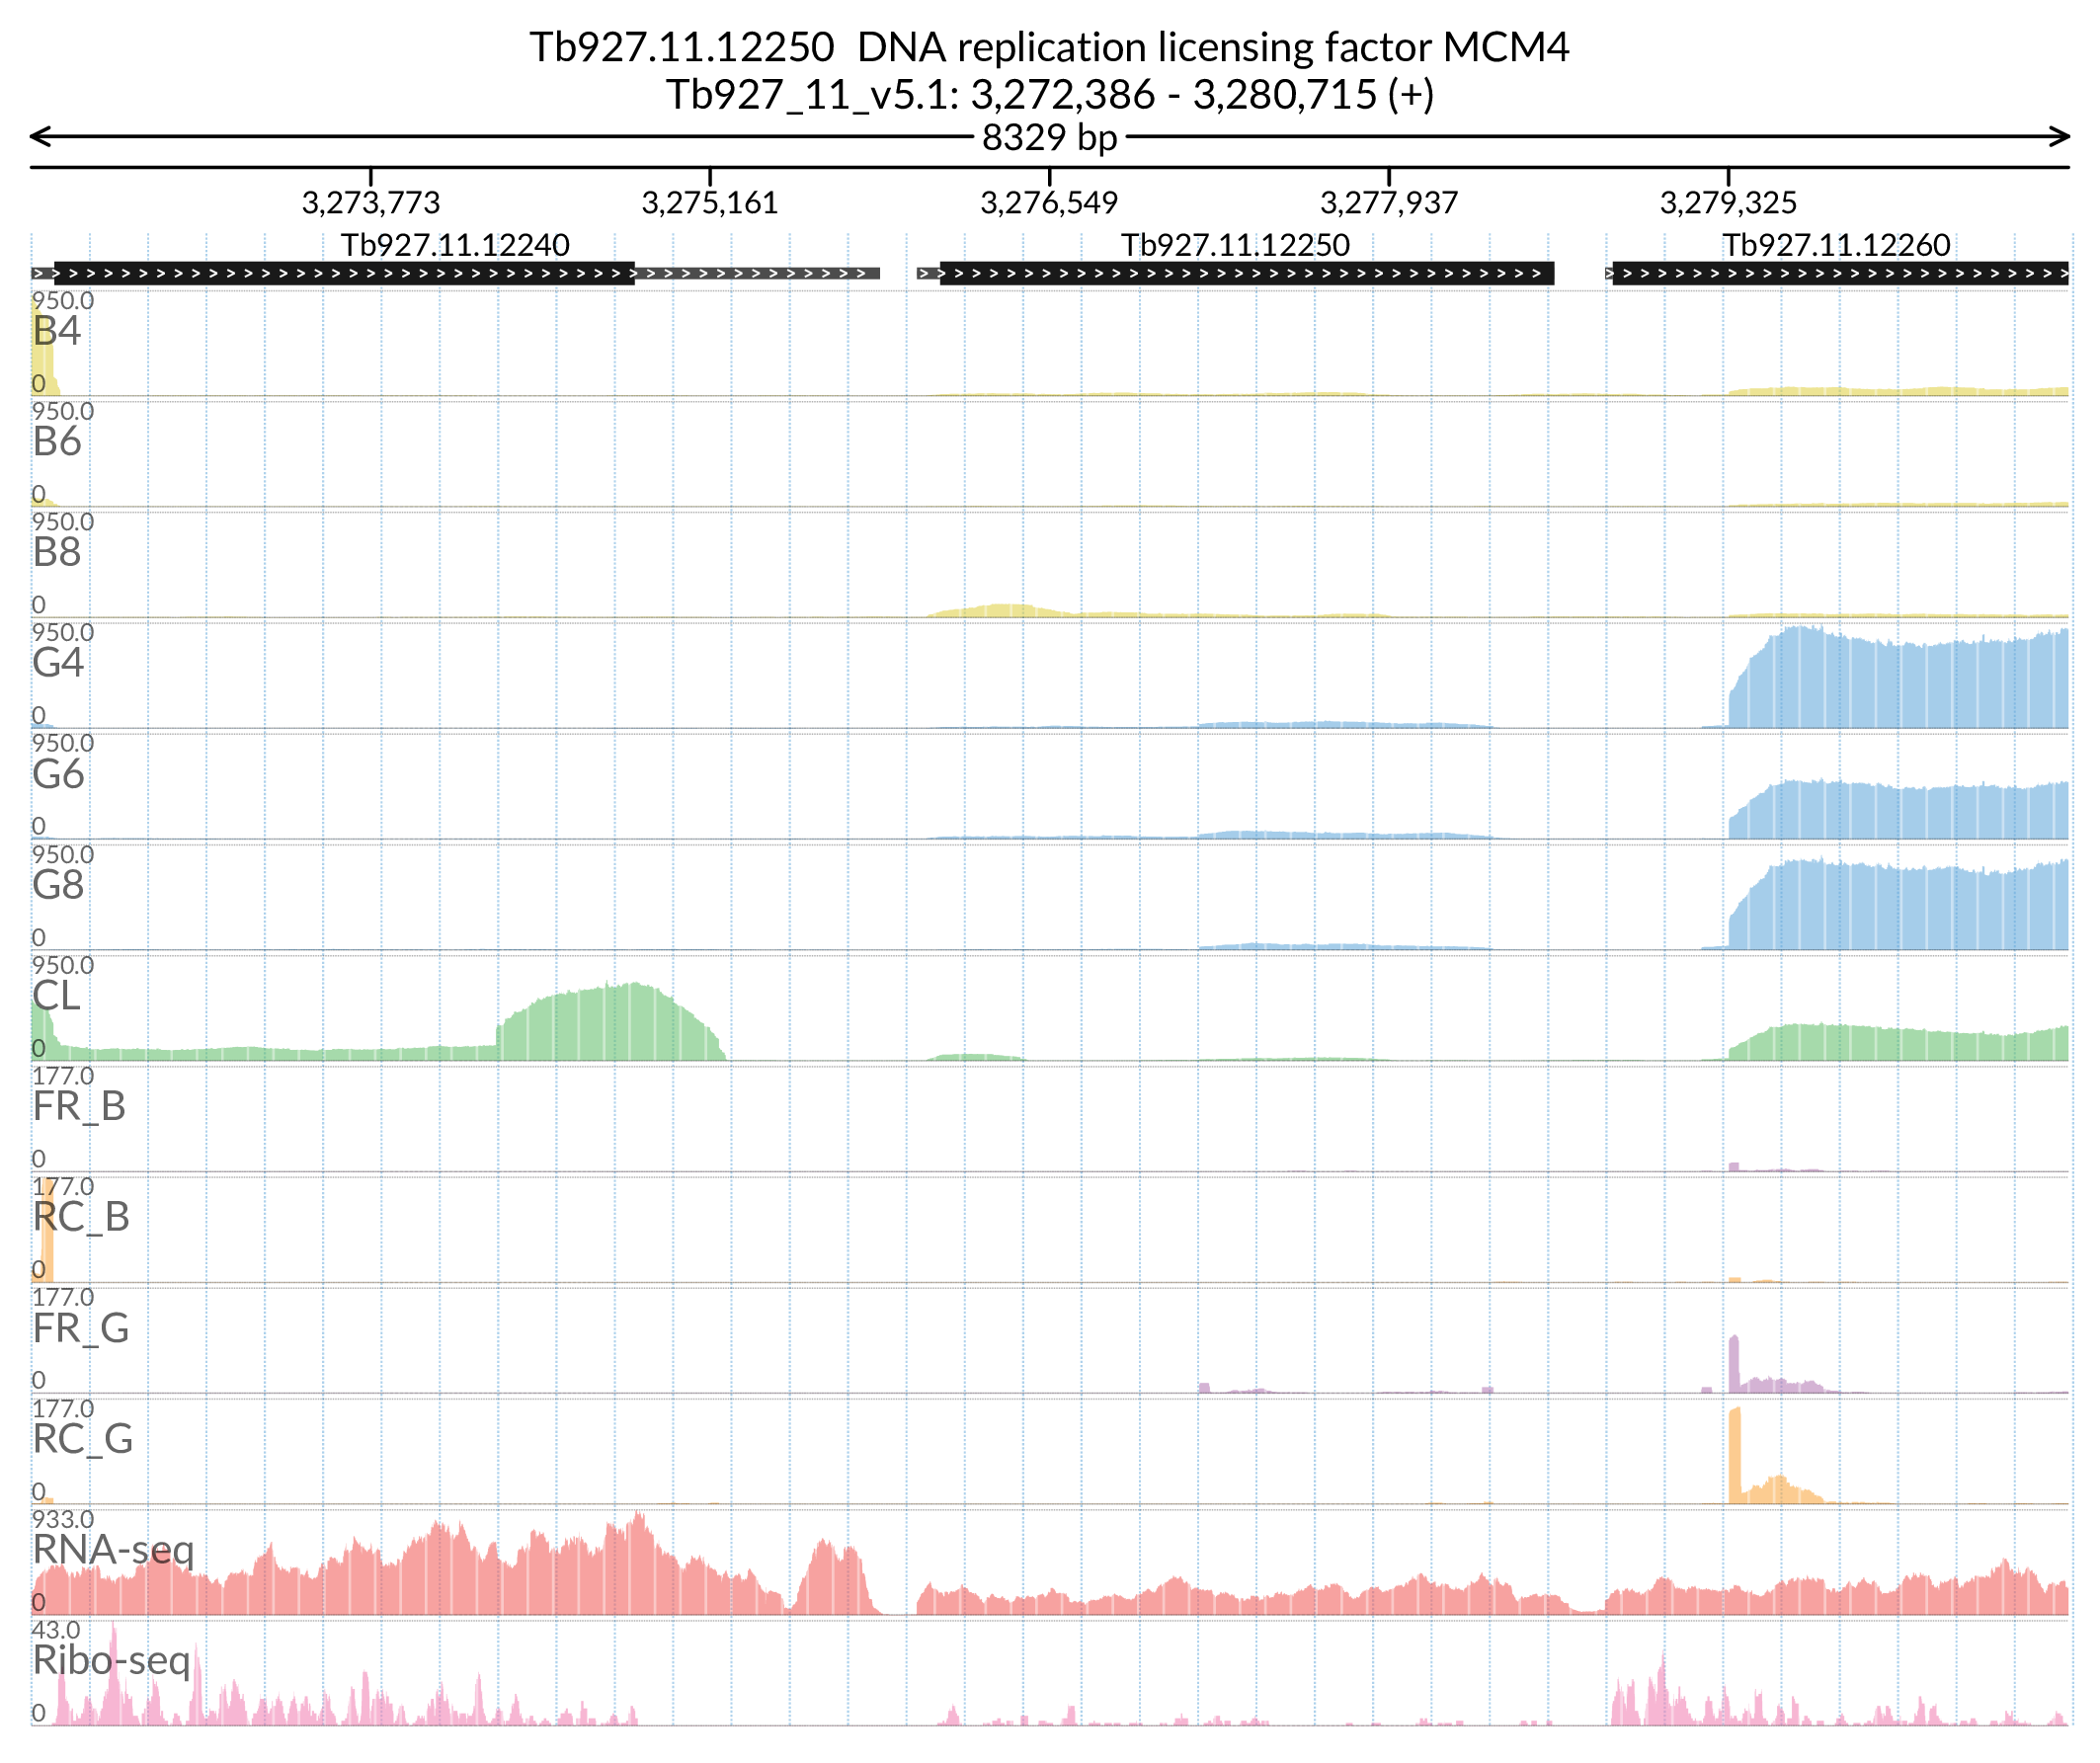 Tb927.11.12250 DNA replication licensing factor MCM4
Tb927_11_v5.1: 3,272,386 - 3,280,715 (+)
8329 bp
3,273,773 3,275,161 3,276,549 3,277,937 3,279,325
Tb927.11.12240 Tb927.11.12250 Tb927.11.12260
950.0
B4
0
950.0
B6
0
950.0
B8
0
950.0
G4
0
950.0
G6
0
950.0
G8
0
950.0
CL
0
177.0
FR_B
0
177.0
RC_B
0
177.0
FR_G
0
177.0
RC_G
0
933.0
RNA-seq
0
43.0
Ribo-seq
0